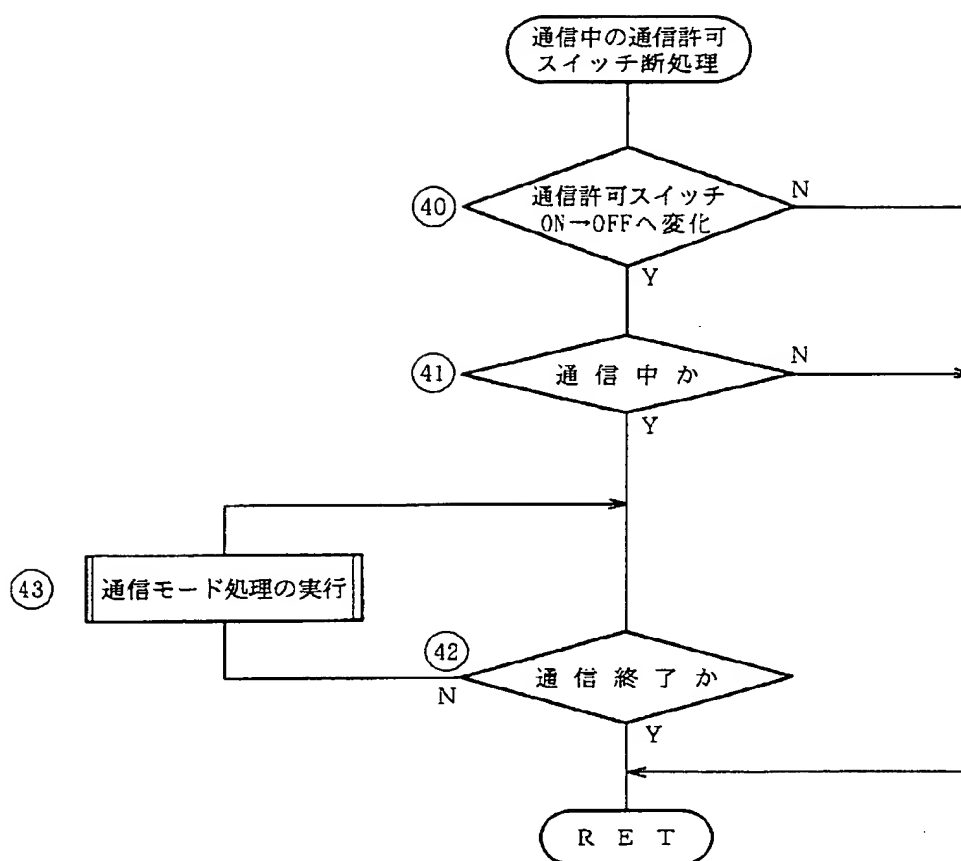 通信中の通信許可
スイッチ断処理
40
通信許可スイッチ
ON→OFFへ変化
N
Y
41
通信中か
N
Y
43
通信モード処理の実行
42
通信終了か
N
Y
RET